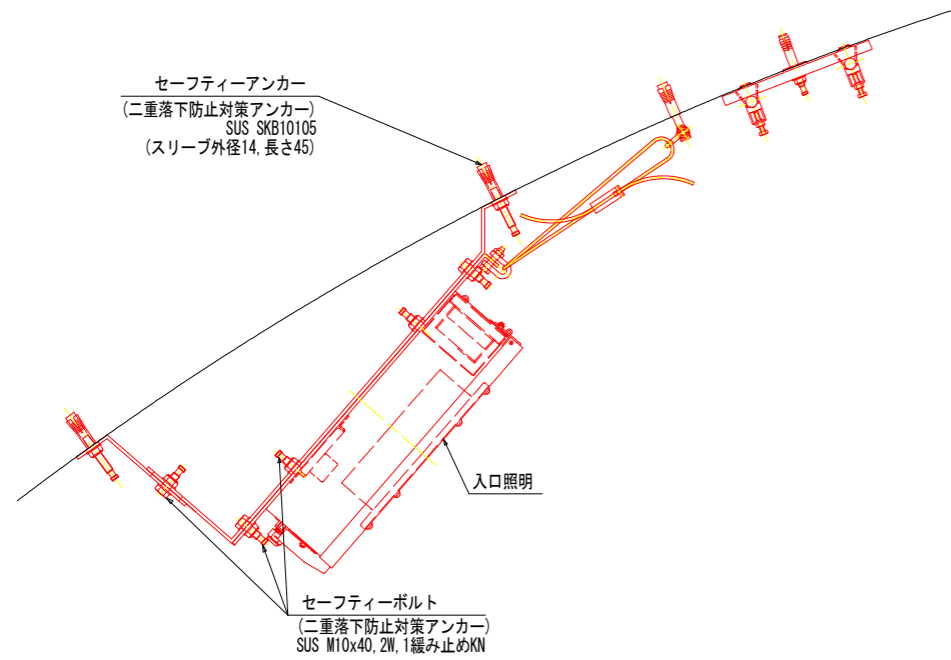 セーフティーアンカー
(二重落下防止対策アンカー)
SUS SKB10105
(スリーブ外径14,長さ45)
入口照明
セーフティーボルト
(二重落下防止対策アンカー)
SUS M10x40,2W,1緩み止めKN